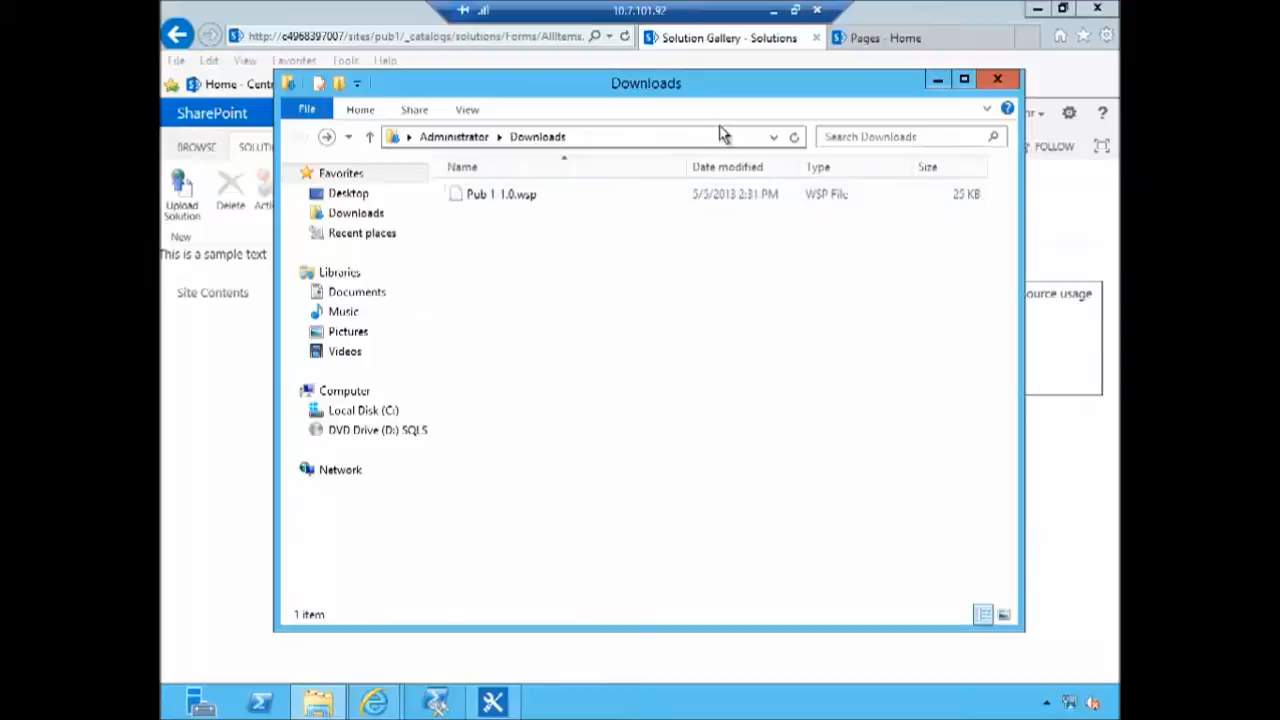 10.7.101.92
http://c4968397007/sites/pub1/_catalogs/solutions/Forms/AllItems.
Solution Gallery - Solutions
Pages - Home
File Edit View Favorites Tools Help
Home - Centr
Downloads
SharePoint
File Home Share View
Administrator Downloads
Search Downloads
BROWSE
SOLUTI
FOLLOW
Name Date modified Type Size
Favorites
Pub 1-1.0.wsp 5/5/2013 2:31 PM WSP File 25 KB
Desktop
Downloads
Recent places
Upload
Solution
Delete
Acti
New
This is a sample text
Site Contents
ource usage
Libraries
Documents
Music
Pictures
Videos
Computer
Local Disk (C:)
DVD Drive (D:) SQLS
Network
1 item